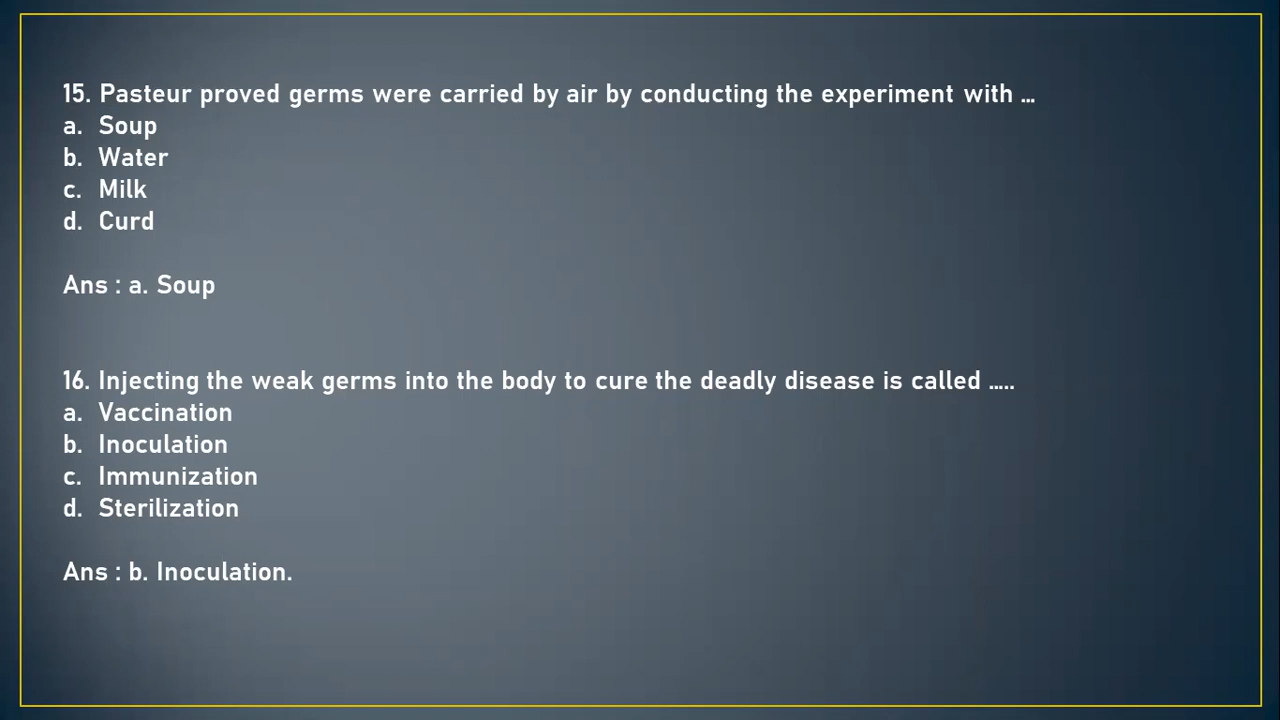 15. Pasteur proved germs were carried by air by conducting the experiment with ...
a. Soup
b. Water
c. Milk
d. Curd
Ans : a. Soup
16. Injecting the weak germs into the body to cure the deadly disease is called .....
a. Vaccination
b. Inoculation
c. Immunization
d. Sterilization
Ans : b. Inoculation.